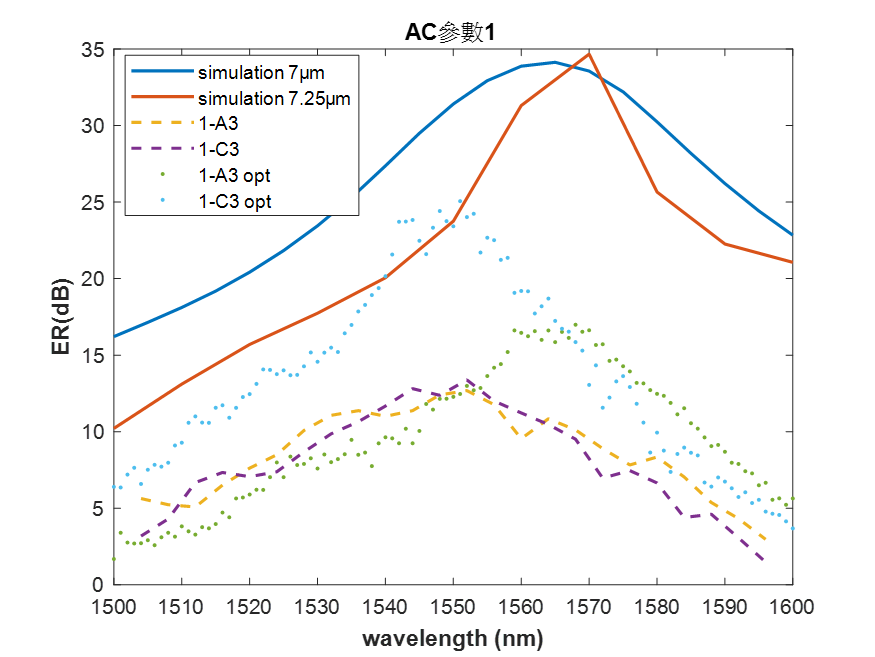 AC參數1
35
30
25
20
15
10
5
0
ER(dB)
simulation 7μm
simulation 7.25μm
1-A3
1-C3
1-A3 opt
1-C3 opt
1500 1510 1520 1530 1540 1550 1560 1570 1580 1590 1600
wavelength (nm)